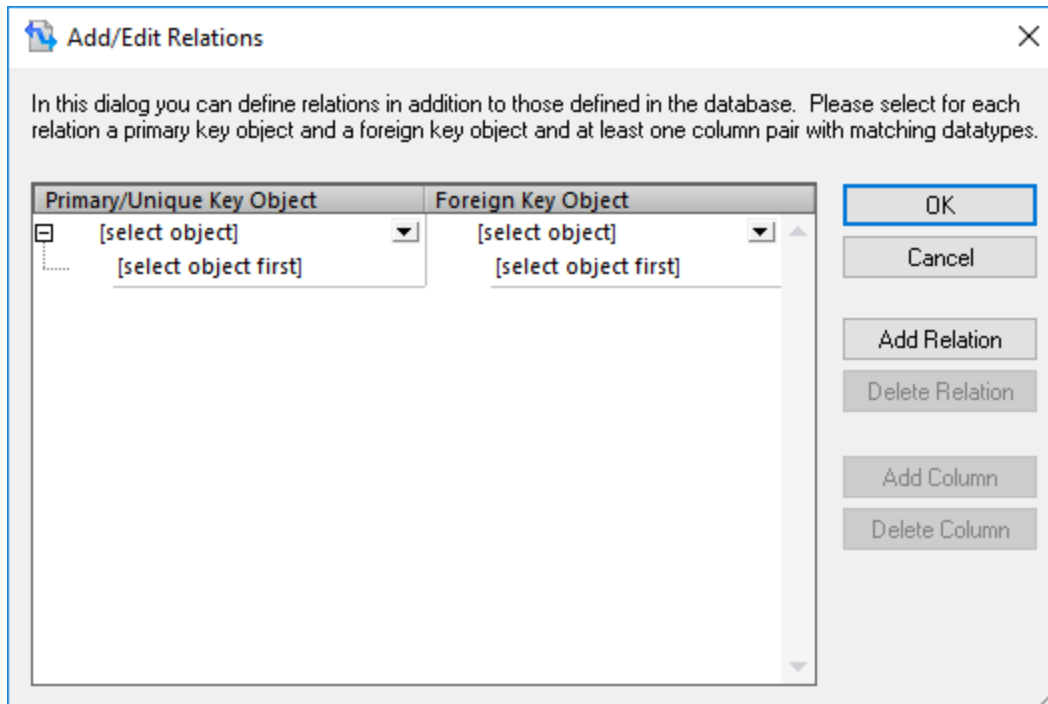 Add/Edit Relations
In this dialog you can define relations in addition to those defined in the database.  Please select for each
relation a primary key object and a foreign key object and at least one column pair with matching datatypes.
Primary/Unique Key Object
Foreign Key Object
[select object]
[select object]
[select object first]
[select object first]
OK
Cancel
Add Relation
Delete Relation
Add Column
Delete Column